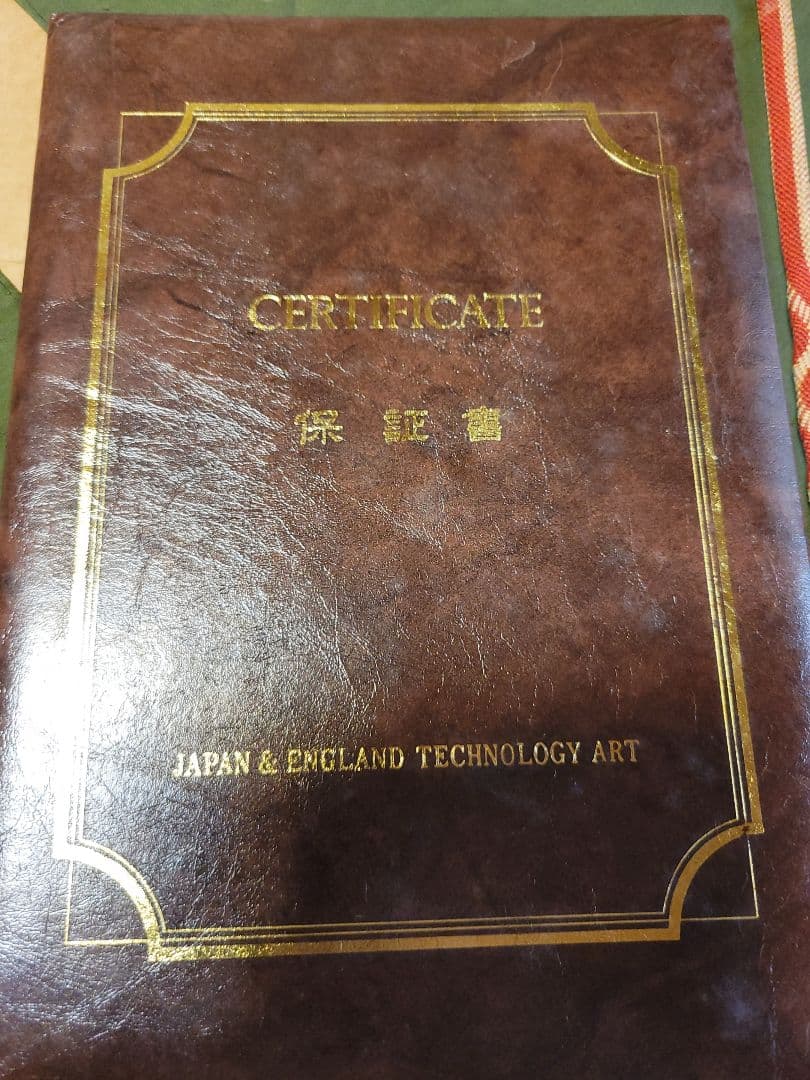 CERTIFICATE
保証書
JAPAN & ENGLAND TECHNOLOGY ART